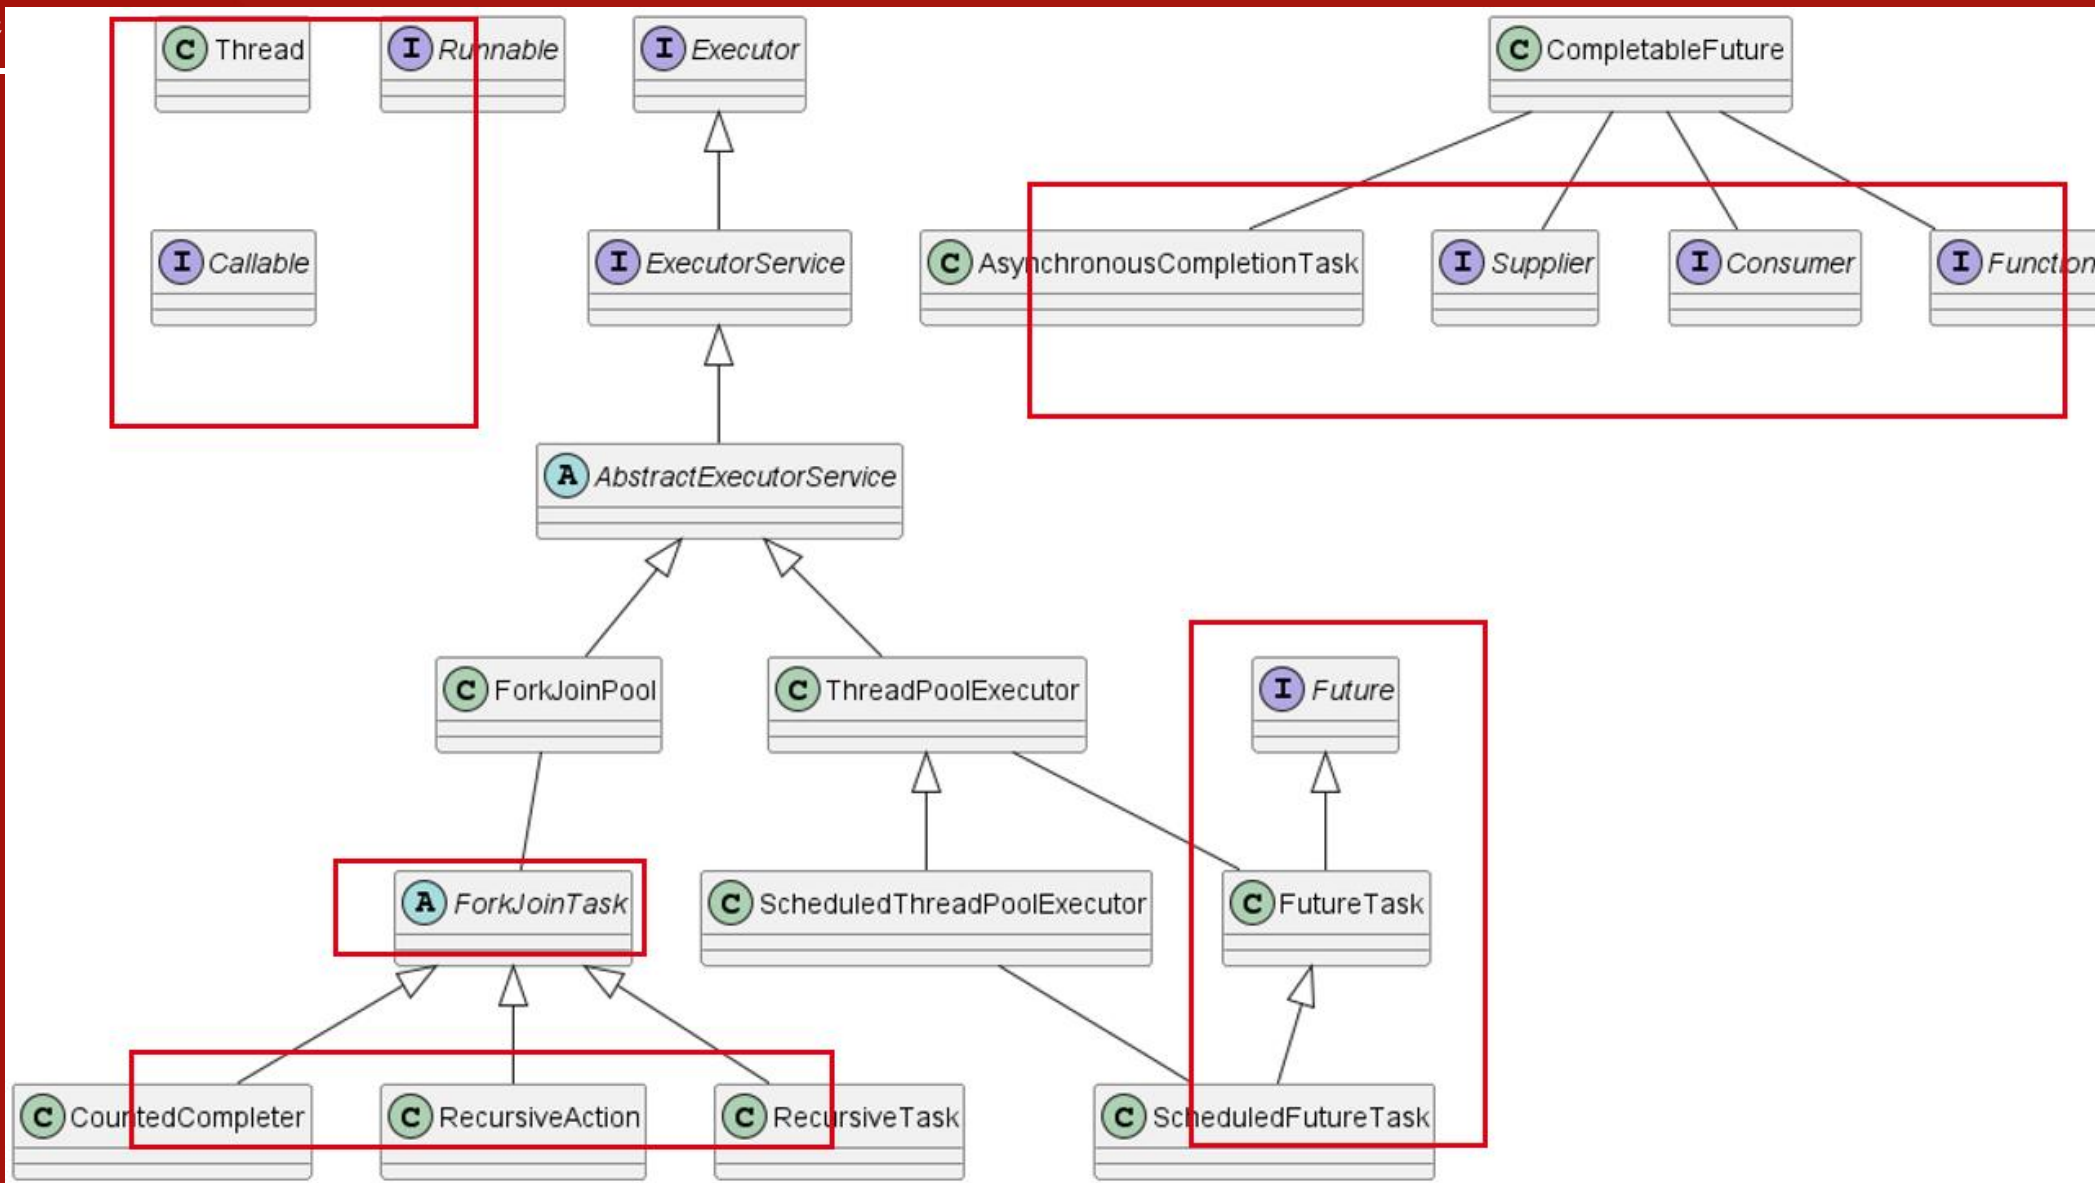 C Thread
I Runnable
I Executor
C CompletableFuture
I Callable
I ExecutorService
C AsynchronousCompletionTask
I Supplier
I Consumer
I Function
A AbstractExecutorService
C ForkJoinPool
C ThreadPoolExecutor
I Future
A ForkJoinTask
C ScheduledThreadPoolExecutor
C FutureTask
C CountedCompleter
C RecursiveAction
C RecursiveTask
C ScheduledFutureTask